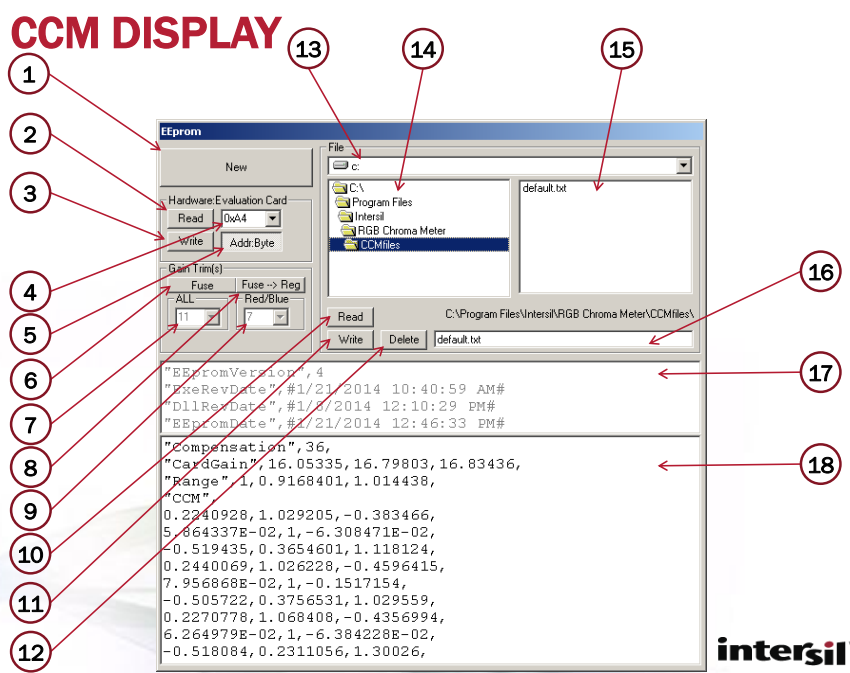 CCM DISPLAY
1
2
3
4
5
6
7
8
9
10
11
12
13
14
15
16
17
18
EEprom
New
Hardware:Evaluation Card
Read
0xA4
Write
Addr:Byte
Gain Trim(s)
Fuse
Fuse --> Reg
ALL
Red/Blue
11
7
File
c:
C:\
Program Files
Intersil
RGB Chroma Meter
CCMfiles
default.txt
Read
C:\Program Files\Intersil\RGB Chroma Meter\CCMfiles\
Write
Delete
default.txt
"EEpromVersion",4
"ExeRevDate",#1/21/2014 10:40:59 AM#
"DllRevDate",#1/8/2014 12:10:29 PM#
"EEpromDate",#1/21/2014 12:46:33 PM#
"Compensation",36,
"CardGain",16.05335,16.79803,16.83436,
"Range",1,0.9168401,1.014438,
"CCM",
0.2240928,1.029205,-0.383466,
5.864337E-02,1,-6.308471E-02,
-0.519435,0.3654601,1.118124,
0.2440069,1.026228,-0.4596415,
7.956868E-02,1,-0.1517154,
-0.505722,0.3756531,1.029559,
0.2270778,1.068408,-0.4356994,
6.264979E-02,1,-6.384228E-02,
-0.518084,0.2311056,1.30026,
intersil